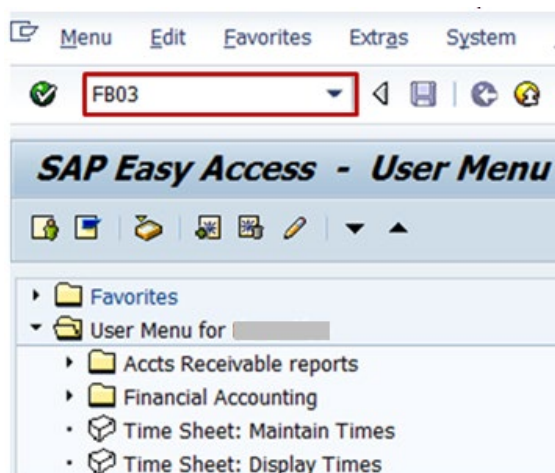 Menu Edit Favorites Extras System
FB03
SAP Easy Access - User Menu
Favorites
User Menu for
Accts Receivable reports
Financial Accounting
Time Sheet: Maintain Times
Time Sheet: Display Times